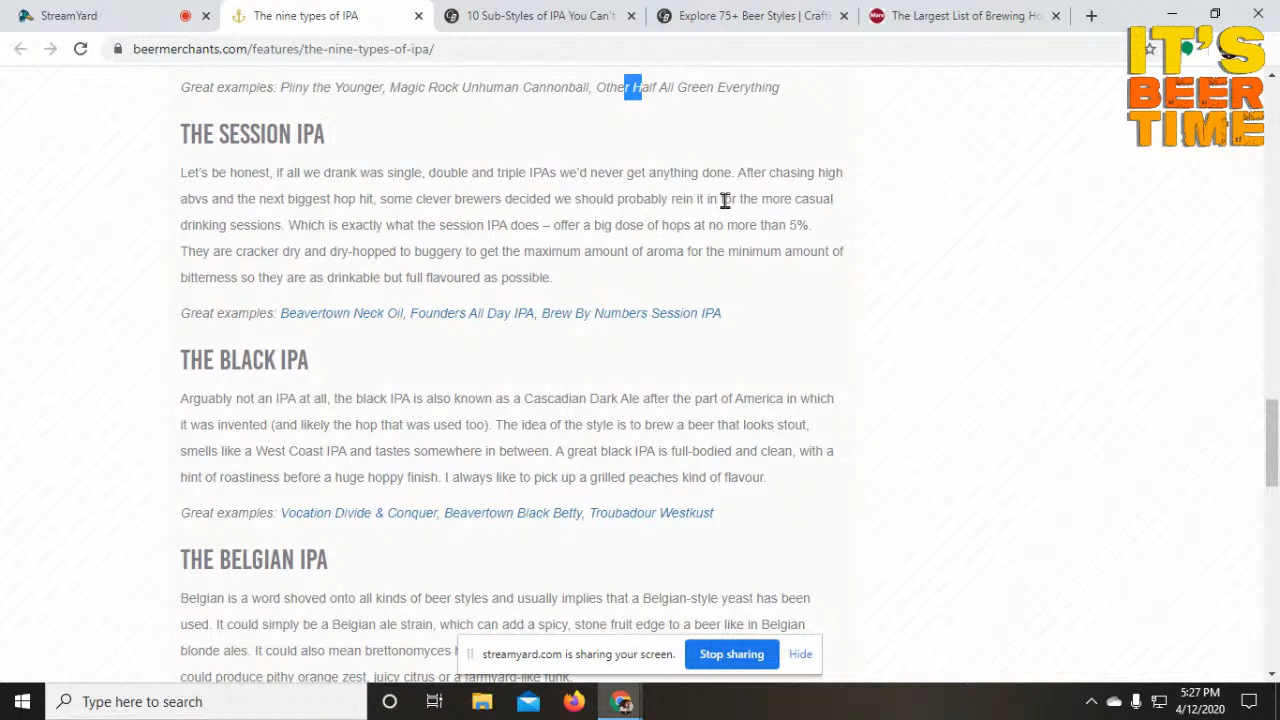 StreamYard
The nine types of IPA
10 Sub-Styles of IPA You Can't
Explore 75+ Beer Styles | Craft
More
The Largest List of Brewing Ho
beermerchants.com/features/the-nine-types-of-ipa/
IT'S
BEER
TIME
Great examples: Pliny the Younger, Magic Rock Unhuman Cannonball, Other Half All Green Everything
THE SESSION IPA
Let's be honest, if all we drank was single, double and triple IPAs we'd never get anything done. After chasing high
abvs and the next biggest hop hit, some clever brewers decided we should probably rein it in for the more casual
drinking sessions. Which is exactly what the session IPA does – offer a big dose of hops at no more than 5%.
They are cracker dry and dry-hopped to buggery to get the maximum amount of aroma for the minimum amount of
bitterness so they are as drinkable but full flavoured as possible.
Great examples: Beavertown Neck Oil, Founders All Day IPA, Brew By Numbers Session IPA
THE BLACK IPA
Arguably not an IPA at all, the black IPA is also known as a Cascadian Dark Ale after the part of America in which
it was invented (and likely the hop that was used too). The idea of the style is to brew a beer that looks stout,
smells like a West Coast IPA and tastes somewhere in between. A great black IPA is full-bodied and clean, with a
hint of roastiness before a huge hoppy finish. I always like to pick up a grilled peaches kind of flavour.
Great examples: Vocation Divide & Conquer, Beavertown Black Betty, Troubadour Westkust
THE BELGIAN IPA
Belgian is a word shoved onto all kinds of beer styles and usually implies that a Belgian-style yeast has been
used. It could simply be a Belgian ale strain, which can add a spicy, stone fruit edge to a beer like in Belgian
blonde ales. It could also mean brettonomyces
could produce pithy orange zest, juicy citrus or a farmyard-like funk.
streamyard.com is sharing your screen.
Stop sharing
Hide
Type here to search
5:27 PM
4/12/2020